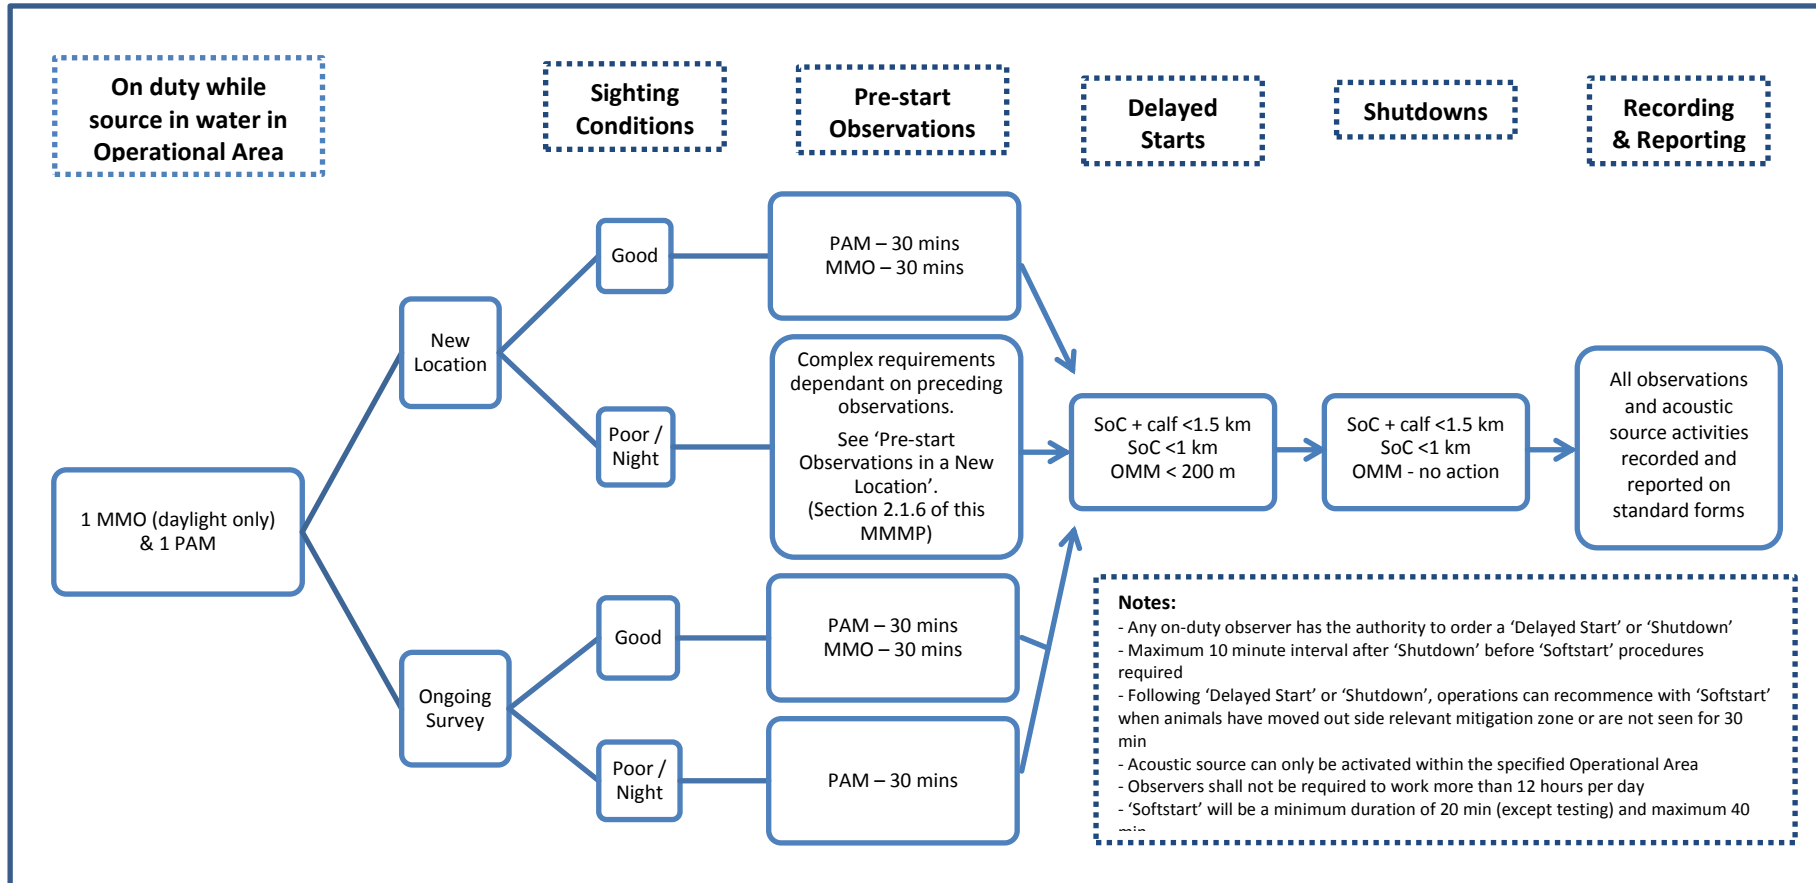 On duty while
source in water in
Operational Area
Sighting
Conditions
Pre-start
Observations
Delayed
Starts
Shutdowns
Recording
& Reporting
1 MMO (daylight only)
& 1 PAM
New
Location
Ongoing
Survey
Good
Poor /
Night
Good
Poor /
Night
PAM – 30 mins
MMO – 30 mins
Complex requirements
dependant on preceding
observations.
See ‘Pre-start
Observations in a New
Location’.
(Section 2.1.6 of this
MMMP)
PAM – 30 mins
MMO – 30 mins
PAM – 30 mins
SoC + calf <1.5 km
SoC <1 km
OMM < 200 m
SoC + calf <1.5 km
SoC <1 km
OMM - no action
All observations
and acoustic
source activities
recorded and
reported on
standard forms
Notes:
- Any on-duty observer has the authority to order a ‘Delayed Start’ or ‘Shutdown’
- Maximum 10 minute interval after ‘Shutdown’ before ‘Softstart’ procedures
required
- Following ‘Delayed Start’ or ‘Shutdown’, operations can recommence with ‘Softstart’
when animals have moved out side relevant mitigation zone or are not seen for 30
min
- Acoustic source can only be activated within the specified Operational Area
- Observers shall not be required to work more than 12 hours per day
- ‘Softstart’ will be a minimum duration of 20 min (except testing) and maximum 40
min